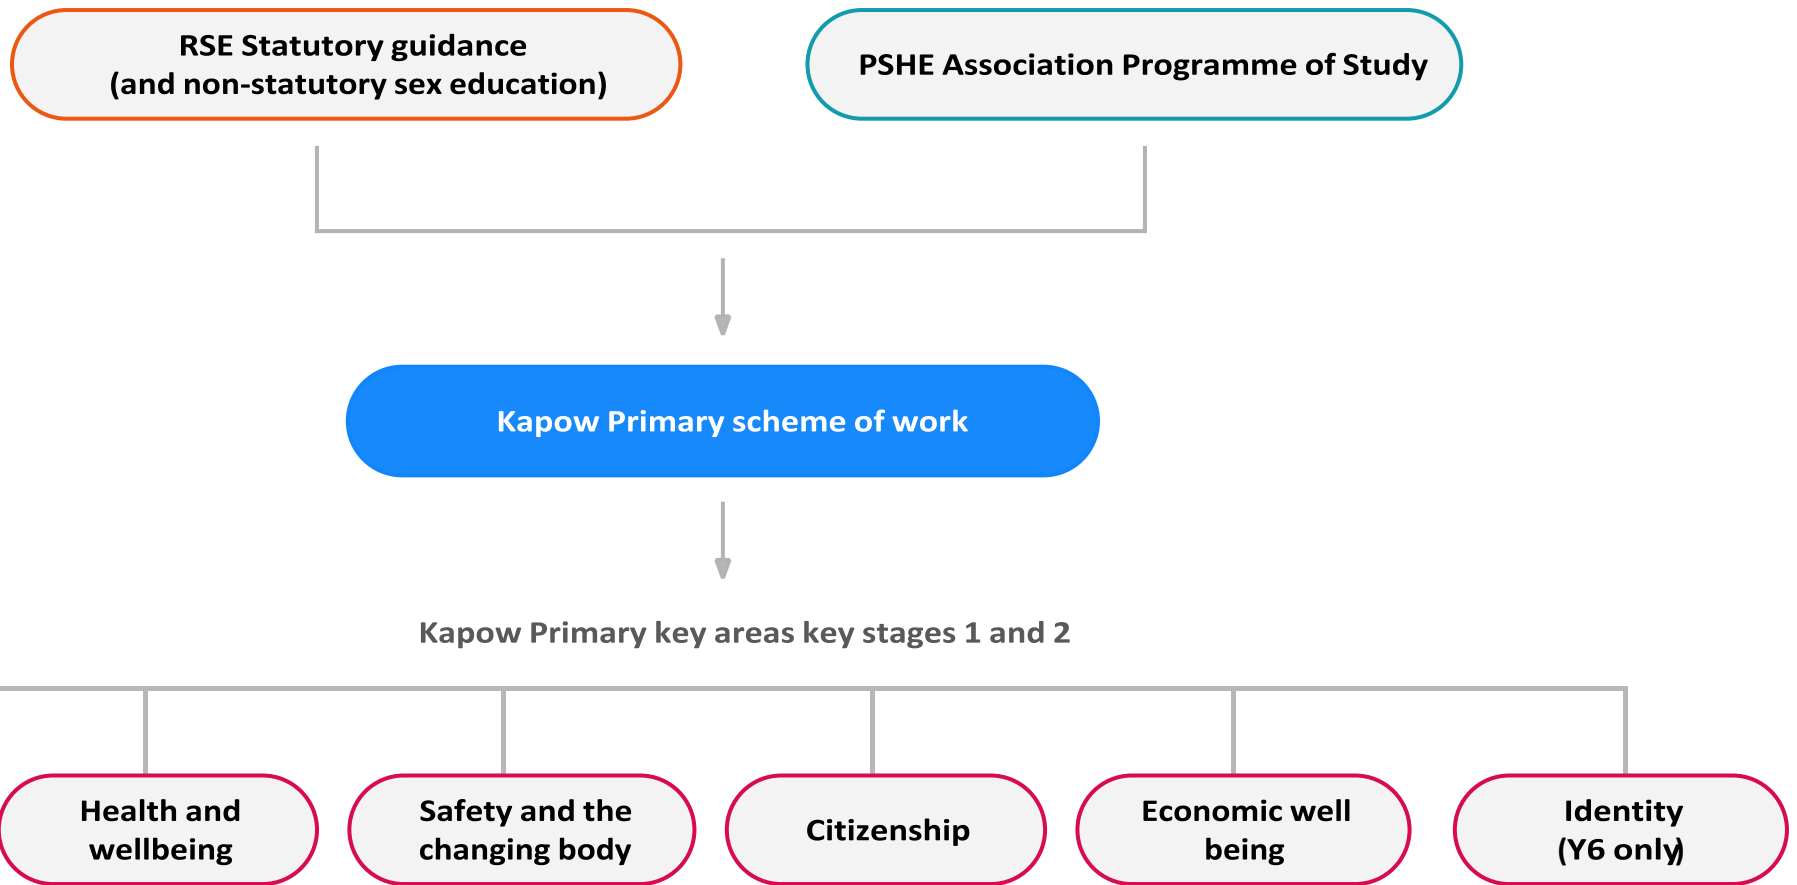 RSE Statutory guidance
(and non-statutory sex education)
PSHE Association Programme of Study
Kapow Primary scheme of work
Kapow Primary key areas key stages 1 and 2
Health and
wellbeing
Safety and the
changing body
Citizenship
Economic well
being
Identity
(Y6 only)